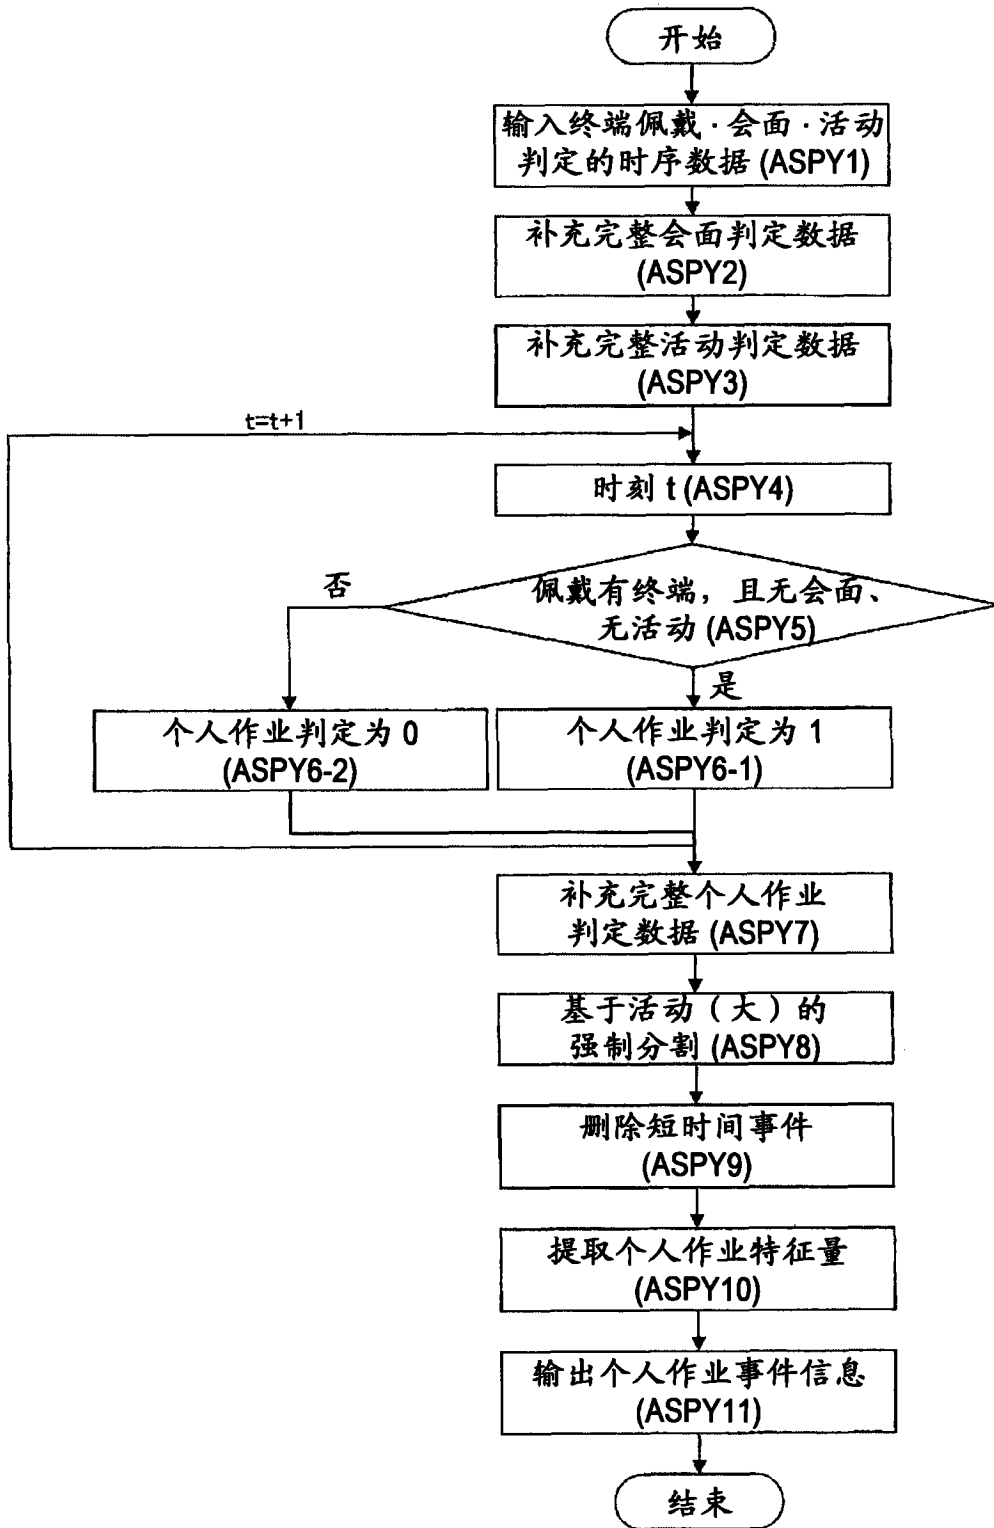 开始
输入终端佩戴·会面·活动
判定的时序数据 (ASPY1)
补充完整会面判定数据
(ASPY2)
补充完整活动判定数据
(ASPY3)
t=t+1
时刻 t (ASPY4)
佩戴有终端，且无会面、
无活动 (ASPY5)
否
是
个人作业判定为 0
(ASPY6-2)
个人作业判定为 1
(ASPY6-1)
补充完整个人作业
判定数据 (ASPY7)
基于活动（大）的
强制分割 (ASPY8)
删除短时间事件
(ASPY9)
提取个人作业特征量
(ASPY10)
输出个人作业事件信息
(ASPY11)
结束